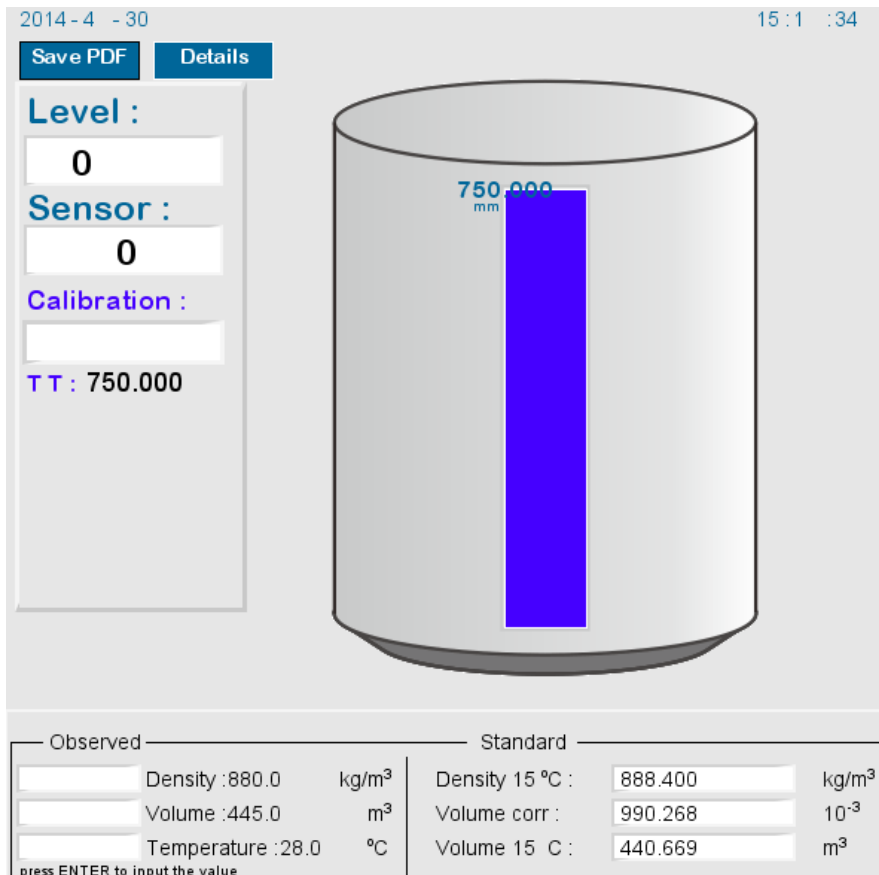 2014 - 4 - 30 15 : 1 : 34
Save PDF Details
Level :
0
750.000
mm
Sensor :
0
Calibration :
T T : 750.000
Observed
Density :880.0 kg/m³
Volume :445.0 m³
Temperature :28.0 ºC
press ENTER to input the value
Standard
Density 15 ºC : 888.400 kg/m³
Volume corr : 990.268 10⁻³
Volume 15 C : 440.669 m³